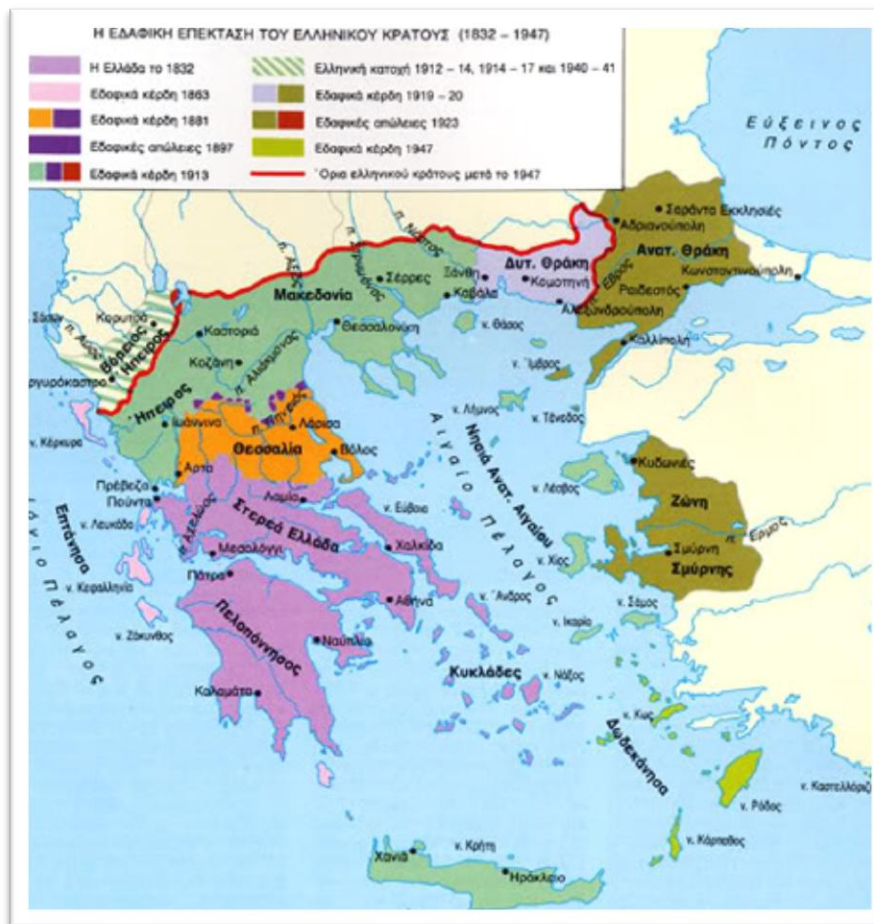 Η ΕΔΑΦΙΚΗ ΕΠΕΚΤΑΣΗ ΤΟΥ ΕΛΛΗΝΙΚΟΥ ΚΡΑΤΟΥΣ (1832 – 1947)
Η Ελλάδα το 1832
Εδαφικά κέρδη 1863
Εδαφικά κέρδη 1881
Εδαφικές απώλειες 1897
Εδαφικά κέρδη 1913
Ελληνική κατοχή 1912 – 14, 1914 – 17 και 1940 – 41
Εδαφικά κέρδη 1919 – 20
Εδαφικές απώλειες 1923
Εδαφικά κέρδη 1947
Όρια ελληνικού κράτους μετά το 1947
Εύξεινος
Πόντος
Σαράντα Εκκλησιές
Αδριανούπολη
Ανατ. Θράκη
Κωνσταντινούπολη
Ραιδεστός
π. Έβρος
Καλλίπολη
Δυτ. Θράκη
Ξάνθη
Κομοτηνή
Αλεξανδρούπολη
π. Νέστος
π. Στρυμόνας
π. Αξιός
Σέρρες
Καβάλα
Μακεδονία
Θεσσαλονίκη
ν. Θάσος
ν. Ίμβρος
ν. Λήμνος
ν. Τένεδος
Κορυτσά
Βόρειος
Ήπειρος
ργυρόκαστρο
Καστοριά
Κοζάνη
π. Αλιάκμονας
Ήπειρος
Ιωάννινα
ν. Κέρκυρα
π. Πηνειός
Λάρισα
Θεσσαλία
Βόλος
Άρτα
Πρέβεζα
Πούντα
Λαμία
π. Αχελώος
Στερεά Ελλάδα
ν. Εύβοια
Χαλκίδα
Μεσολόγγι
Επτάνησα
ν. Λευκάδα
ν. Κεφαλληνία
ν. Ζάκυνθος
όνιο Πέλαγος
Πάτρα
Αθήνα
Πελοπόννησος
Ναύπλιο
Καλαμάτα
Αιγαίο
Πέλαγος
Νησιά Ανατ. Αιγαίου
ν. Λέσβος
ν. Χίος
ν. Σάμος
ν. Ικαρία
ν. Άνδρος
Κυκλάδες
ν. Νάξος
Κυδωνιές
Ζώνη
π. Έρμος
Σμύρνη
Σμύρνης
ν. Κως
Δωδεκάνησα
ν. Ρόδος
ν. Καστελλόριζ
ν. Κάρπαθος
ν. Κρήτη
Χανιά
Ηράκλειο